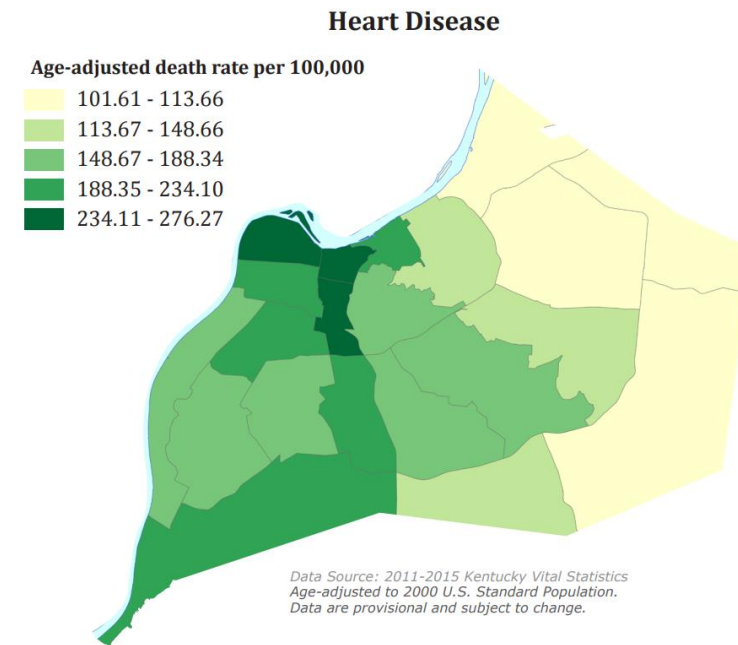 Heart Disease
Age-adjusted death rate per 100,000
101.61 - 113.66
113.67 - 148.66
148.67 - 188.34
188.35 - 234.10
234.11 - 276.27
Data Source: 2011-2015 Kentucky Vital Statistics
Age-adjusted to 2000 U.S. Standard Population.
Data are provisional and subject to change.